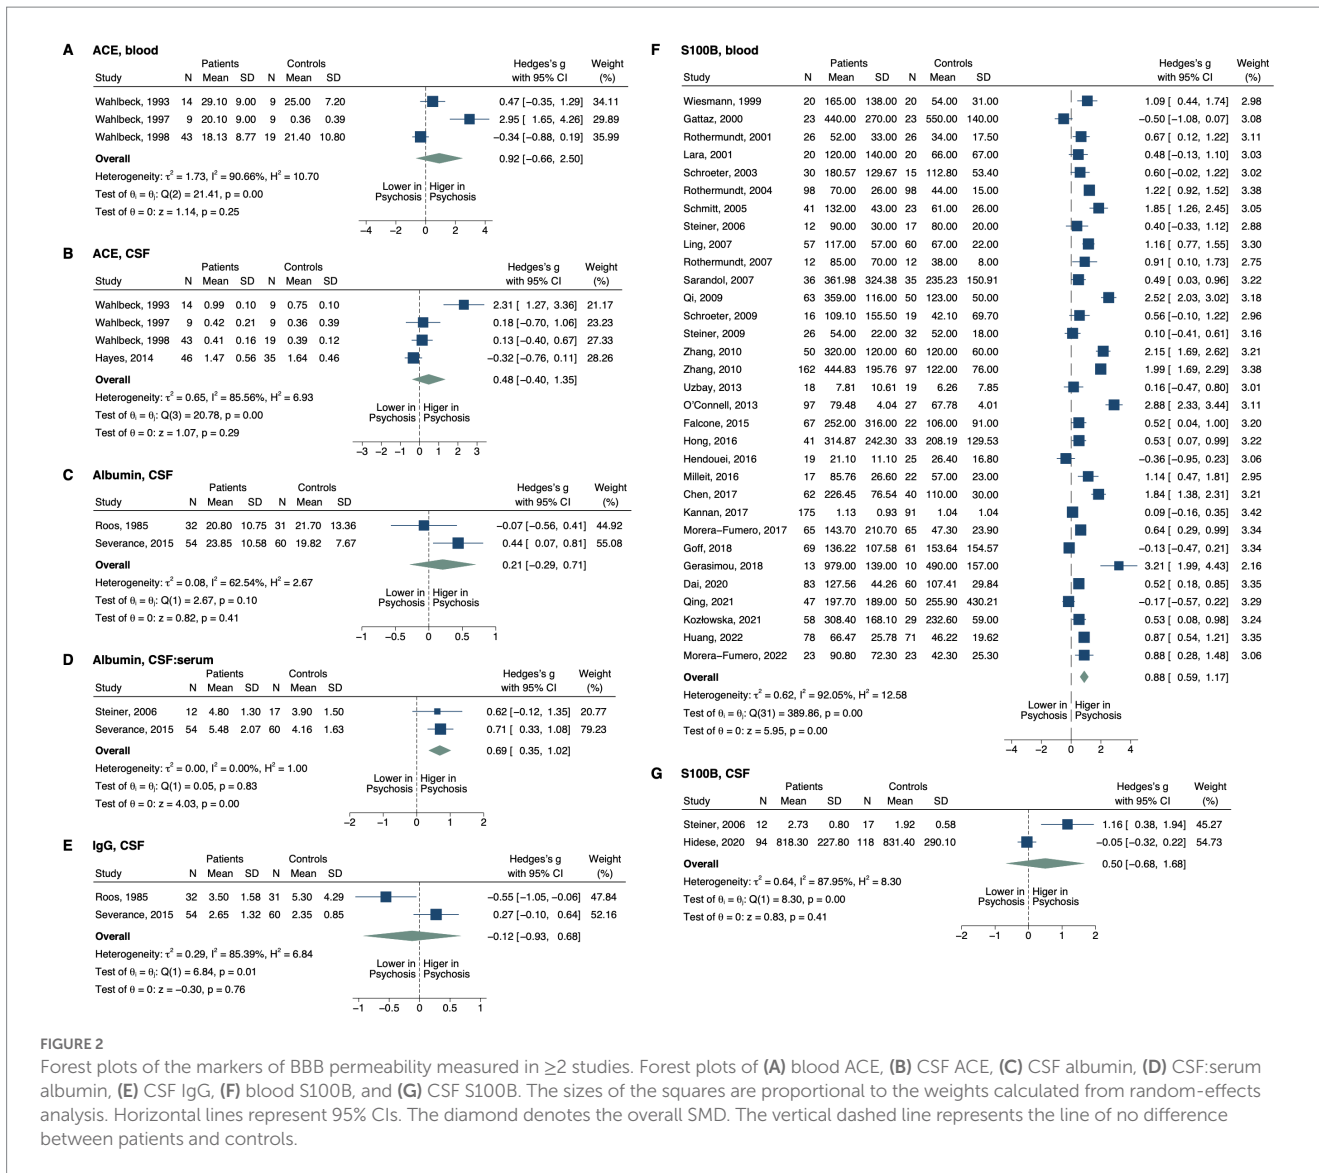 A ACE, blood
Patients Controls Hedges's g Weight
Study N Mean SD N Mean SD with 95% CI (%)
Wahlbeck, 1993 14 29.10 9.00 9 25.00 7.20 0.47 [−0.35, 1.29] 34.11
Wahlbeck, 1997 9 20.10 9.00 9 0.36 0.39 2.95 [ 1.65, 4.26] 29.89
Wahlbeck, 1998 43 18.13 8.77 19 21.40 10.80 −0.34 [−0.88, 0.19] 35.99
Overall 0.92 [−0.66, 2.50]
Heterogeneity: τ² = 1.73, I² = 90.66%, H² = 10.70
Test of θᵢ = θⱼ: Q(2) = 21.41, p = 0.00
Test of θ = 0: z = 1.14, p = 0.25
Lower in Higer in
Psychosis Psychosis
−4 −2 0 2 4
B ACE, CSF
Patients Controls Hedges's g Weight
Study N Mean SD N Mean SD with 95% CI (%)
Wahlbeck, 1993 14 0.99 0.10 9 0.75 0.10 2.31 [ 1.27, 3.36] 21.17
Wahlbeck, 1997 9 0.42 0.21 9 0.36 0.39 0.18 [−0.70, 1.06] 23.23
Wahlbeck, 1998 43 0.41 0.16 19 0.39 0.12 0.13 [−0.40, 0.67] 27.33
Hayes, 2014 46 1.47 0.56 35 1.64 0.46 −0.32 [−0.76, 0.11] 28.26
Overall 0.48 [−0.40, 1.35]
Heterogeneity: τ² = 0.65, I² = 85.56%, H² = 6.93
Test of θᵢ = θⱼ: Q(3) = 20.78, p = 0.00
Test of θ = 0: z = 1.07, p = 0.29
Lower in Higer in
Psychosis Psychosis
−3 −2 −1 0 1 2 3
C Albumin, CSF
Patients Controls Hedges's g Weight
Study N Mean SD N Mean SD with 95% CI (%)
Roos, 1985 32 20.80 10.75 31 21.70 13.36 −0.07 [−0.56, 0.41] 44.92
Severance, 2015 54 23.85 10.58 60 19.82 7.67 0.44 [ 0.07, 0.81] 55.08
Overall 0.21 [−0.29, 0.71]
Heterogeneity: τ² = 0.08, I² = 62.54%, H² = 2.67
Test of θᵢ = θⱼ: Q(1) = 2.67, p = 0.10
Test of θ = 0: z = 0.82, p = 0.41
Lower in Higer in
Psychosis Psychosis
−1 −0.5 0 0.5 1
D Albumin, CSF:serum
Patients Controls Hedges's g Weight
Study N Mean SD N Mean SD with 95% CI (%)
Steiner, 2006 12 4.80 1.30 17 3.90 1.50 0.62 [−0.12, 1.35] 20.77
Severance, 2015 54 5.48 2.07 60 4.16 1.63 0.71 [ 0.33, 1.08] 79.23
Overall 0.69 [ 0.35, 1.02]
Heterogeneity: τ² = 0.00, I² = 0.00%, H² = 1.00
Test of θᵢ = θⱼ: Q(1) = 0.05, p = 0.83
Test of θ = 0: z = 4.03, p = 0.00
Lower in Higer in
Psychosis Psychosis
−2 −1 0 1 2
E IgG, CSF
Patients Controls Hedges's g Weight
Study N Mean SD N Mean SD with 95% CI (%)
Roos, 1985 32 3.50 1.58 31 5.30 4.29 −0.55 [−1.05, −0.06] 47.84
Severance, 2015 54 2.65 1.32 60 2.35 0.85 0.27 [−0.10, 0.64] 52.16
Overall −0.12 [−0.93, 0.68]
Heterogeneity: τ² = 0.29, I² = 85.39%, H² = 6.84
Test of θᵢ = θⱼ: Q(1) = 6.84, p = 0.01
Test of θ = 0: z = −0.30, p = 0.76
Lower in Higer in
Psychosis Psychosis
−1 −0.5 0 0.5 1
F S100B, blood
Patients Controls Hedges's g Weight
Study N Mean SD N Mean SD with 95% CI (%)
Wiesmann, 1999 20 165.00 138.00 20 54.00 31.00 1.09 [ 0.44, 1.74] 2.98
Gattaz, 2000 23 440.00 270.00 23 550.00 140.00 −0.50 [−1.08, 0.07] 3.08
Rothermundt, 2001 26 52.00 33.00 26 34.00 17.50 0.67 [ 0.12, 1.22] 3.11
Lara, 2001 20 120.00 140.00 20 66.00 67.00 0.48 [−0.13, 1.10] 3.03
Schroeter, 2003 30 180.57 129.67 15 112.80 53.40 0.60 [−0.02, 1.22] 3.02
Rothermundt, 2004 98 70.00 26.00 98 44.00 15.00 1.22 [ 0.92, 1.52] 3.38
Schmitt, 2005 41 132.00 43.00 23 61.00 26.00 1.85 [ 1.26, 2.45] 3.05
Steiner, 2006 12 90.00 30.00 17 80.00 20.00 0.40 [−0.33, 1.12] 2.88
Ling, 2007 57 117.00 57.00 60 67.00 22.00 1.16 [ 0.77, 1.55] 3.30
Rothermundt, 2007 12 85.00 70.00 12 38.00 8.00 0.91 [ 0.10, 1.73] 2.75
Sarandol, 2007 36 361.98 324.38 35 235.23 150.91 0.49 [ 0.03, 0.96] 3.22
Qi, 2009 63 359.00 116.00 50 123.00 50.00 2.52 [ 2.03, 3.02] 3.18
Schroeter, 2009 16 109.10 155.50 19 42.10 69.70 0.56 [−0.10, 1.22] 2.96
Steiner, 2009 26 54.00 22.00 32 52.00 18.00 0.10 [−0.41, 0.61] 3.16
Zhang, 2010 50 320.00 120.00 60 120.00 60.00 2.15 [ 1.69, 2.62] 3.21
Zhang, 2010 162 444.83 195.76 97 122.00 76.00 1.99 [ 1.69, 2.29] 3.38
Uzbay, 2013 18 7.81 10.61 19 6.26 7.85 0.16 [−0.47, 0.80] 3.01
O'Connell, 2013 97 79.48 4.04 27 67.78 4.01 2.88 [ 2.33, 3.44] 3.11
Falcone, 2015 67 252.00 316.00 22 106.00 91.00 0.52 [ 0.04, 1.00] 3.20
Hong, 2016 41 314.87 242.30 33 208.19 129.53 0.53 [ 0.07, 0.99] 3.22
Hendouei, 2016 19 21.10 11.10 25 26.40 16.80 −0.36 [−0.95, 0.23] 3.06
Milleit, 2016 17 85.76 26.60 22 57.00 23.00 1.14 [ 0.47, 1.81] 2.95
Chen, 2017 62 226.45 76.54 40 110.00 30.00 1.84 [ 1.38, 2.31] 3.21
Kannan, 2017 175 1.13 0.93 91 1.04 1.04 0.09 [−0.16, 0.35] 3.42
Morera−Fumero, 2017 65 143.70 210.70 65 47.30 23.90 0.64 [ 0.29, 0.99] 3.34
Goff, 2018 69 136.22 107.58 61 153.64 154.57 −0.13 [−0.47, 0.21] 3.34
Gerasimou, 2018 13 979.00 139.00 10 490.00 157.00 3.21 [ 1.99, 4.43] 2.16
Dai, 2020 83 127.56 44.26 60 107.41 29.84 0.52 [ 0.18, 0.85] 3.35
Qing, 2021 47 197.70 189.00 50 255.90 430.21 −0.17 [−0.57, 0.22] 3.29
Kozłowska, 2021 58 308.40 168.10 29 232.60 59.00 0.53 [ 0.08, 0.98] 3.24
Huang, 2022 78 66.47 25.78 71 46.22 19.62 0.87 [ 0.54, 1.21] 3.35
Morera−Fumero, 2022 23 90.80 72.30 23 42.30 25.30 0.88 [ 0.28, 1.48] 3.06
Overall 0.88 [ 0.59, 1.17]
Heterogeneity: τ² = 0.62, I² = 92.05%, H² = 12.58
Test of θᵢ = θⱼ: Q(31) = 389.86, p = 0.00
Test of θ = 0: z = 5.95, p = 0.00
Lower in Higer in
Psychosis Psychosis
−4 −2 0 2 4
G S100B, CSF
Patients Controls Hedges's g Weight
Study N Mean SD N Mean SD with 95% CI (%)
Steiner, 2006 12 2.73 0.80 17 1.92 0.58 1.16 [ 0.38, 1.94] 45.27
Hidese, 2020 94 818.30 227.80 118 831.40 290.10 −0.05 [−0.32, 0.22] 54.73
Overall 0.50 [−0.68, 1.68]
Heterogeneity: τ² = 0.64, I² = 87.95%, H² = 8.30
Test of θᵢ = θⱼ: Q(1) = 8.30, p = 0.00
Test of θ = 0: z = 0.83, p = 0.41
Lower in Higer in
Psychosis Psychosis
−2 −1 0 1 2
FIGURE 2
Forest plots of the markers of BBB permeability measured in ≥2 studies. Forest plots of (A) blood ACE, (B) CSF ACE, (C) CSF albumin, (D) CSF:serum
albumin, (E) CSF IgG, (F) blood S100B, and (G) CSF S100B. The sizes of the squares are proportional to the weights calculated from random-effects
analysis. Horizontal lines represent 95% CIs. The diamond denotes the overall SMD. The vertical dashed line represents the line of no difference
between patients and controls.